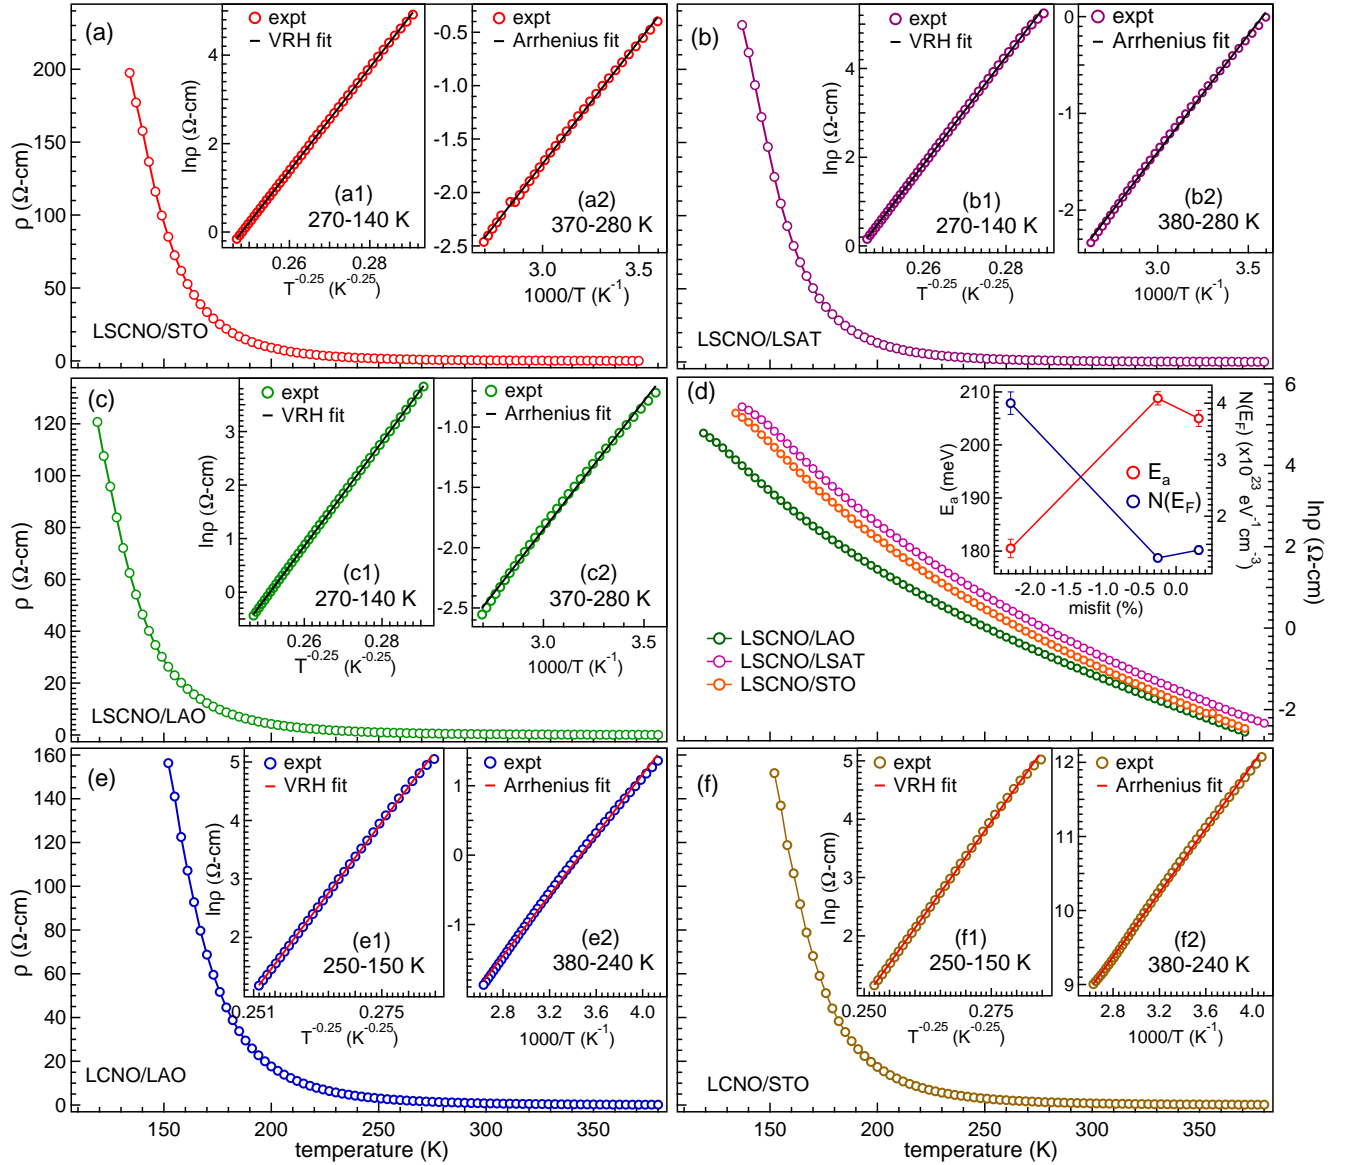 (a)
ρ (Ω-cm)
200
150
100
50
0
LSCNO/STO
expt
VRH fit
lnρ (Ω-cm)
4
2
0
(a1)
270-140 K
0.26
0.28
T-0.25 (K-0.25)
expt
Arrhenius fit
-0.5
-1.0
-1.5
-2.0
-2.5
(a2)
370-280 K
3.0
3.5
1000/T (K-1)
(b)
LSCNO/LSAT
expt
VRH fit
lnρ (Ω-cm)
4
2
0
(b1)
270-140 K
0.26
0.28
T-0.25 (K-0.25)
expt
Arrhenius fit
0
-1
-2
(b2)
380-280 K
3.0
3.6
1000/T (K-1)
(c)
ρ (Ω-cm)
120
100
80
60
40
20
0
LSCNO/LAO
expt
VRH fit
lnρ (Ω-cm)
3
2
1
0
(c1)
270-140 K
0.26
0.28
T-0.25 (K-0.25)
expt
Arrhenius fit
-1.0
-1.5
-2.0
-2.5
(c2)
370-280 K
3.0
3.5
1000/T (K-1)
(d)
LSCNO/LAO
LSCNO/LSAT
LSCNO/STO
lnρ (Ω-cm)
6
4
2
0
-2
Ea (meV)
210
200
190
180
Ea
N(EF)
N(EF) (x1023 eV-1cm-3)
4
3
2
-2.0
-1.5
-1.0
-0.5
0.0
misfit (%)
(e)
ρ (Ω-cm)
160
140
120
100
80
60
40
20
0
LCNO/LAO
expt
VRH fit
lnρ (Ω-cm)
5
4
3
2
(e1)
250-150 K
0.251
0.275
T-0.25 (K-0.25)
expt
Arrhenius fit
1
0
-1
(e2)
380-240 K
2.8
3.2
3.6
4.0
1000/T (K-1)
150
200
250
300
350
temperature (K)
(f)
LCNO/STO
expt
VRH fit
lnρ (Ω-cm)
5
4
3
2
(f1)
250-150 K
0.250
0.275
T-0.25 (K-0.25)
expt
Arrhenius fit
12
11
10
9
(f2)
380-240 K
2.8
3.2
3.6
4.0
1000/T (K-1)
150
200
250
300
350
temperature (K)